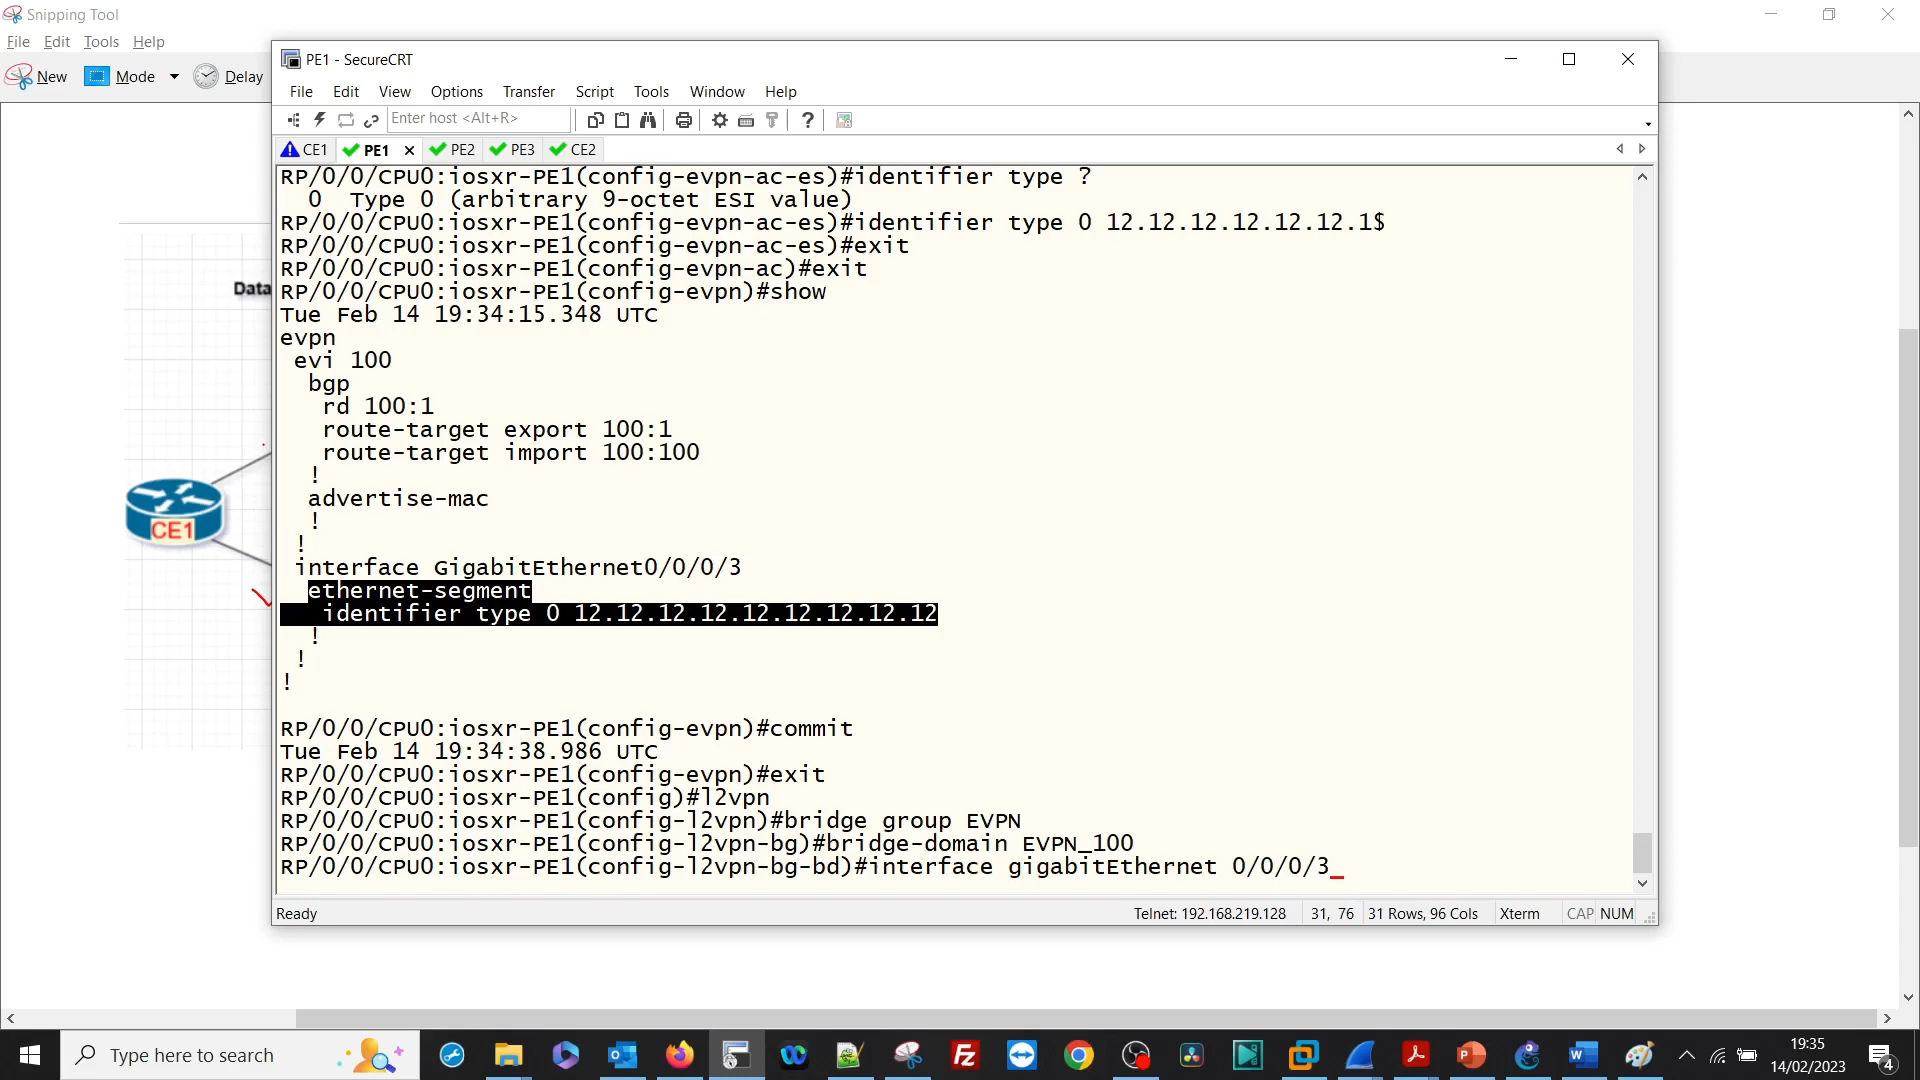 Snipping Tool
File Edit Tools Help
New Mode Delay
PE1 - SecureCRT
File Edit View Options Transfer Script Tools Window Help
Enter host <Alt+R>
CE1 PE1 PE2 PE3 CE2
RP/0/0/CPU0:iosxr-PE1(config-evpn-ac-es)#identifier type ?
0 Type 0 (arbitrary 9-octet ESI value)
RP/0/0/CPU0:iosxr-PE1(config-evpn-ac-es)#identifier type 0 12.12.12.12.12.12.1$
RP/0/0/CPU0:iosxr-PE1(config-evpn-ac-es)#exit
RP/0/0/CPU0:iosxr-PE1(config-evpn-ac)#exit
RP/0/0/CPU0:iosxr-PE1(config-evpn)#show
Tue Feb 14 19:34:15.348 UTC
evpn
evi 100
bgp
rd 100:1
route-target export 100:1
route-target import 100:100
!
advertise-mac
!
!
interface GigabitEthernet0/0/0/3
ethernet-segment
identifier type 0 12.12.12.12.12.12.12.12.12
!
!
!
RP/0/0/CPU0:iosxr-PE1(config-evpn)#commit
Tue Feb 14 19:34:38.986 UTC
RP/0/0/CPU0:iosxr-PE1(config-evpn)#exit
RP/0/0/CPU0:iosxr-PE1(config)#l2vpn
RP/0/0/CPU0:iosxr-PE1(config-l2vpn)#bridge group EVPN
RP/0/0/CPU0:iosxr-PE1(config-l2vpn-bg)#bridge-domain EVPN_100
RP/0/0/CPU0:iosxr-PE1(config-l2vpn-bg-bd)#interface gigabitEthernet 0/0/0/3_
Ready Telnet: 192.168.219.128 31, 76 31 Rows, 96 Cols Xterm CAP NUM
Data
CE1
Type here to search
19:35
14/02/2023
4